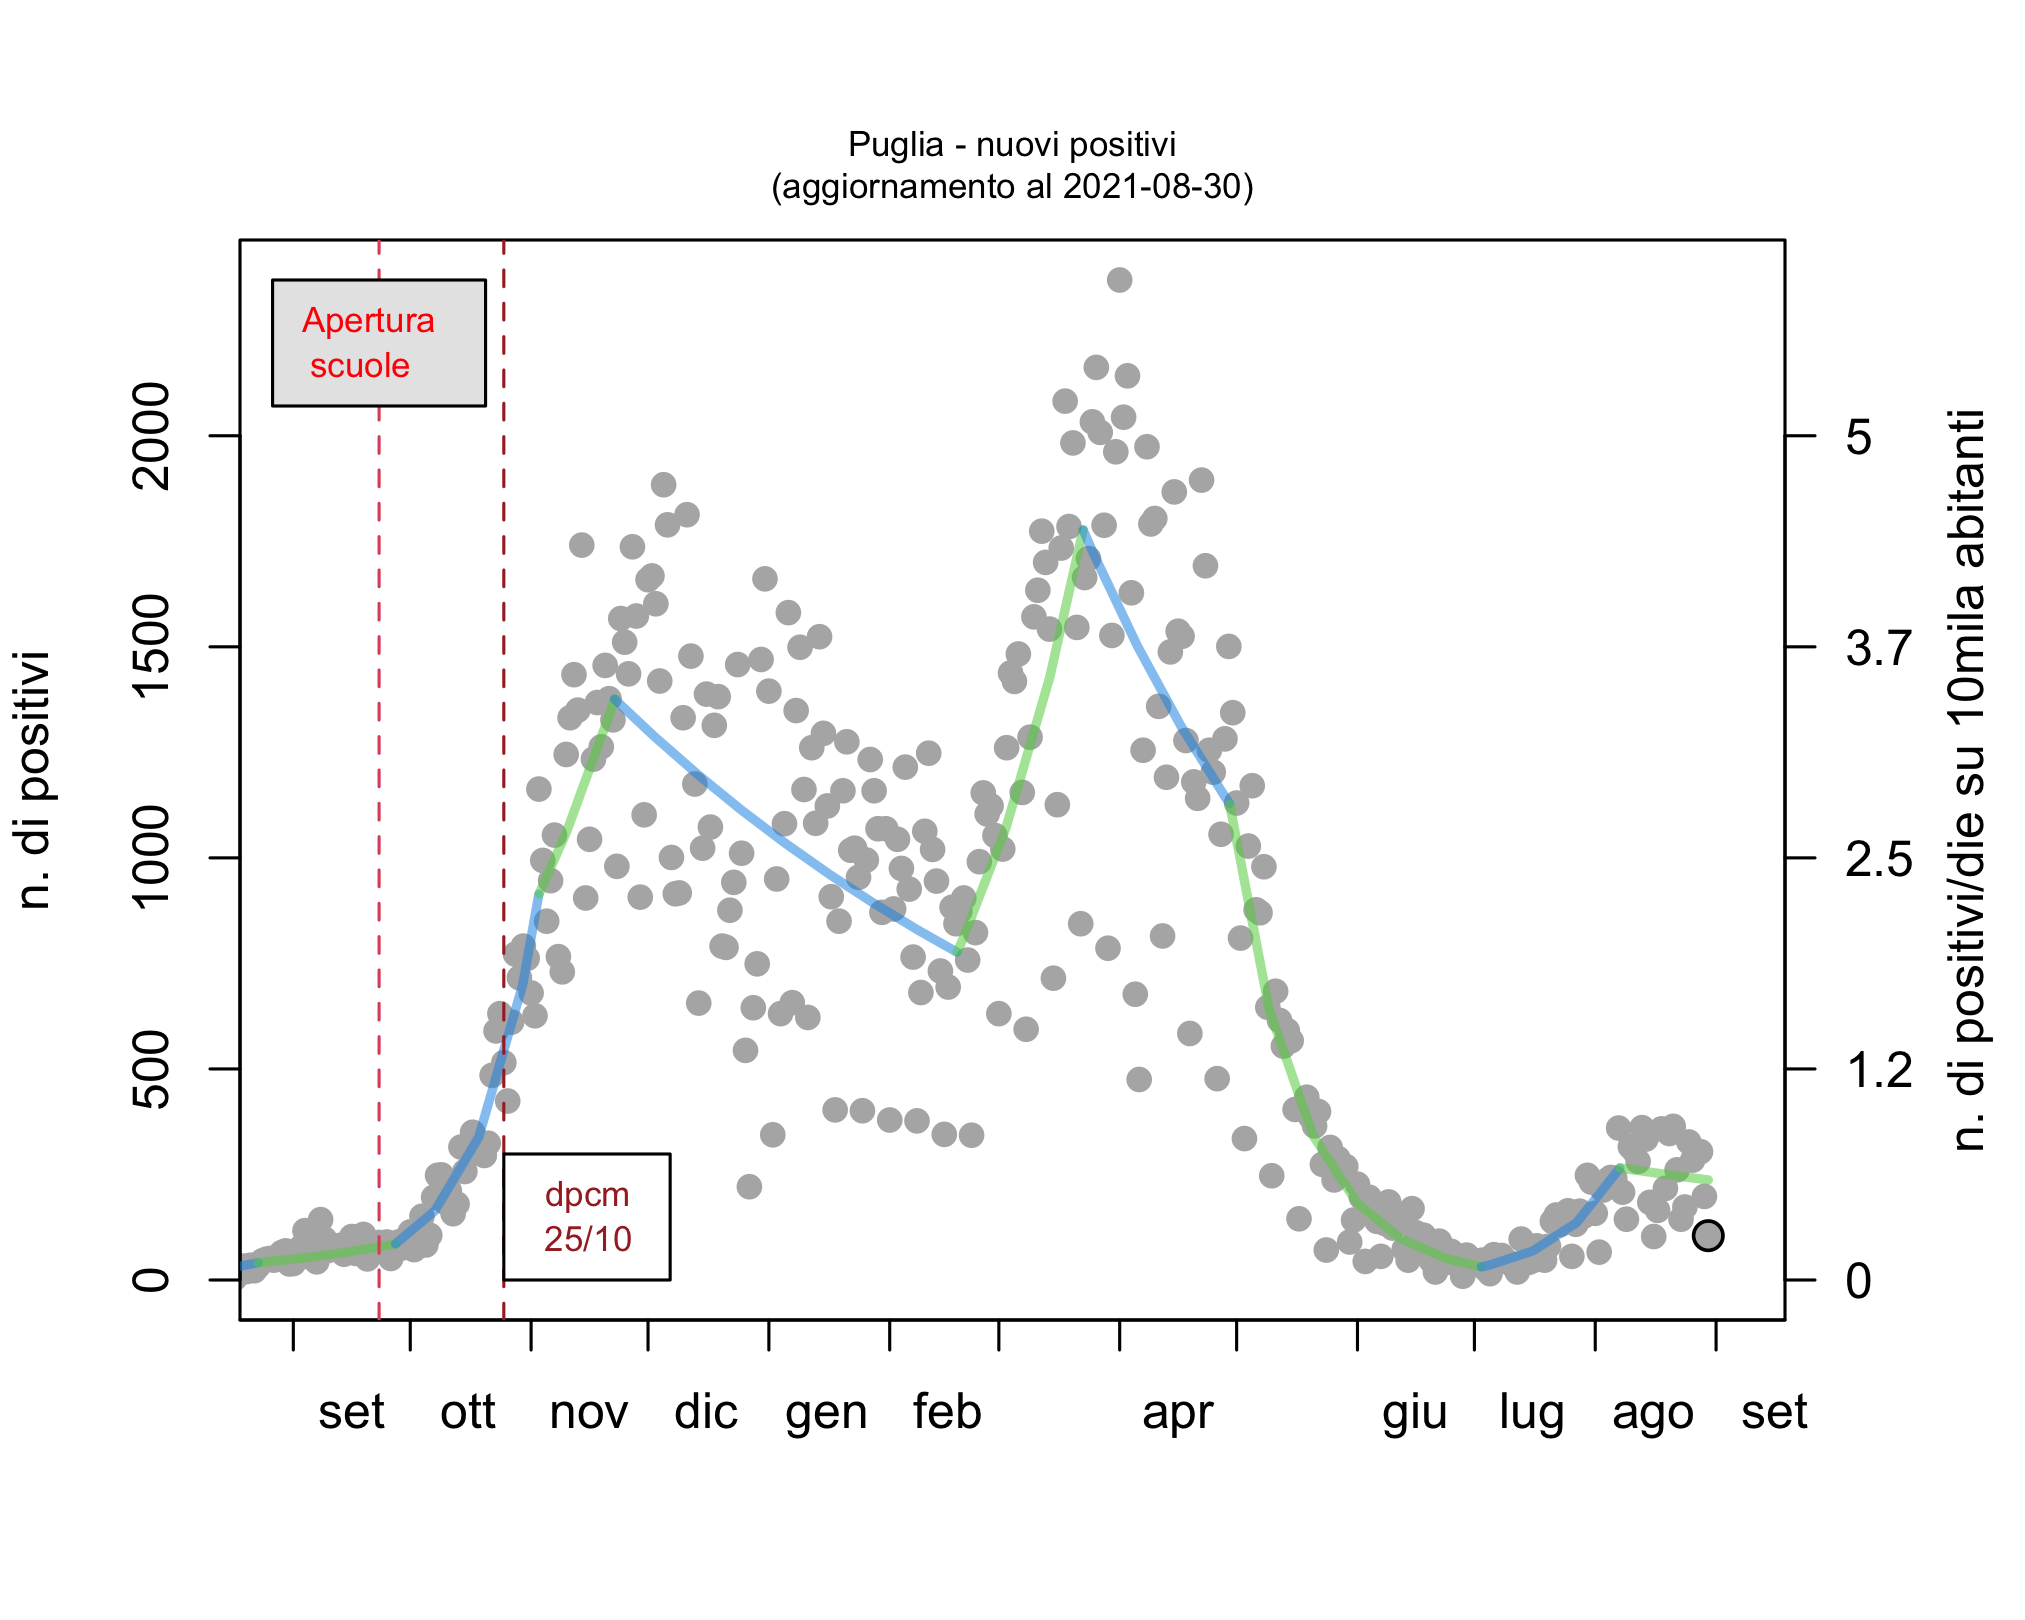 Puglia - nuovi positivi
(aggiornamento al 2021-08-30)
Apertura
scuole
dpcm
25/10
n. di positivi
0
500
1000
1500
2000
n. di positivi/die su 10mila abitanti
5
3.7
2.5
1.2
0
set ott nov dic gen feb apr giu lug ago set